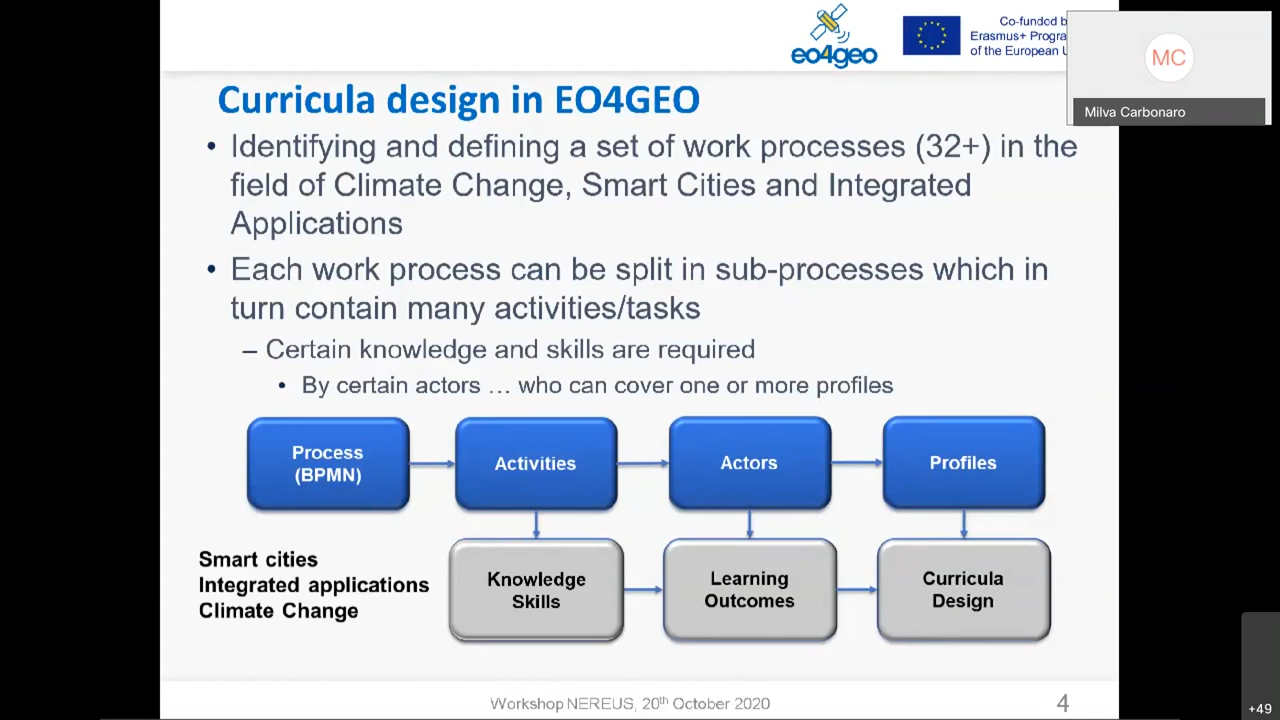 eo4geo
Co-funded b
Erasmus+ Progra
of the European
MC
Milva Carbonaro
Curricula design in EO4GEO
• Identifying and defining a set of work processes (32+) in the
field of Climate Change, Smart Cities and Integrated
Applications
• Each work process can be split in sub-processes which in
turn contain many activities/tasks
– Certain knowledge and skills are required
• By certain actors … who can cover one or more profiles
Process
(BPMN)
Activities
Actors
Profiles
Smart cities
Integrated applications
Climate Change
Knowledge
Skills
Learning
Outcomes
Curricula
Design
Workshop NEREUS, 20th October 2020
4
+49